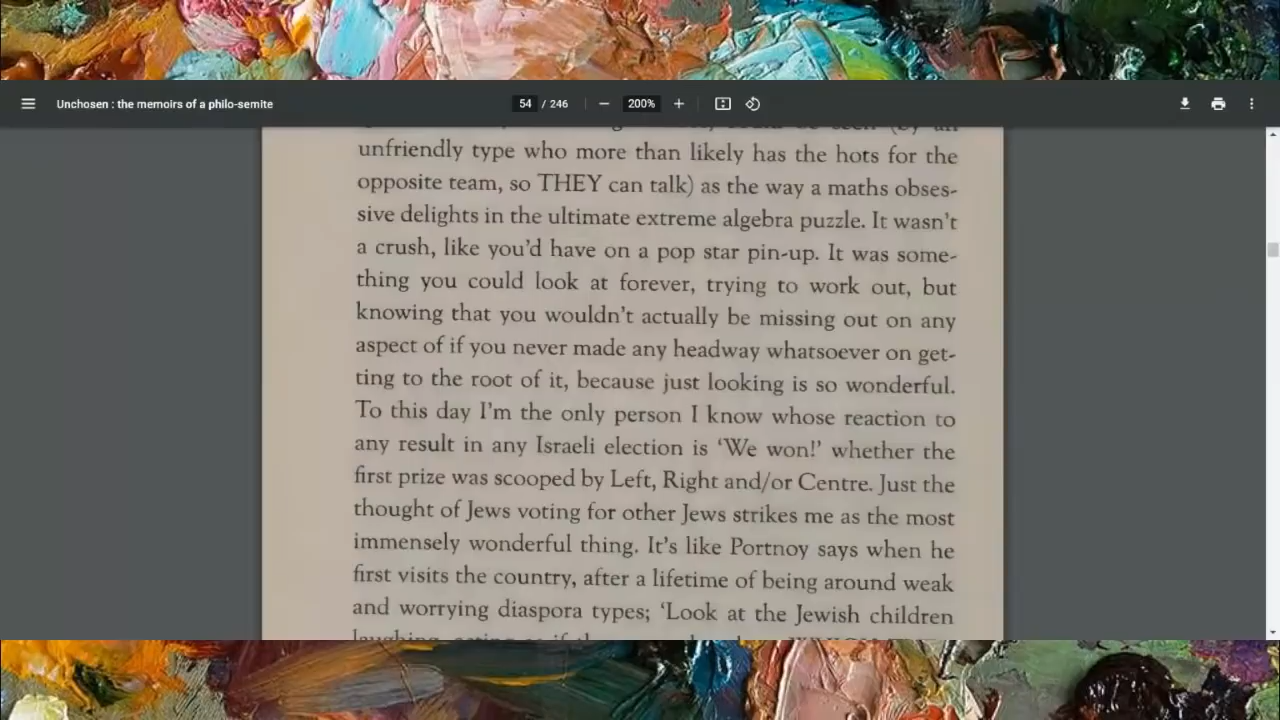 Unchosen : the memoirs of a philo-semite
54 / 246
200%
unfriendly type who more than likely has the hots for the
opposite team, so THEY can talk) as the way a maths obses-
sive delights in the ultimate extreme algebra puzzle. It wasn't
a crush, like you'd have on a pop star pin-up. It was some-
thing you could look at forever, trying to work out, but
knowing that you wouldn't actually be missing out on any
aspect of if you never made any headway whatsoever on get-
ting to the root of it, because just looking is so wonderful.
To this day I'm the only person I know whose reaction to
any result in any Israeli election is ‘We won!’ whether the
first prize was scooped by Left, Right and/or Centre. Just the
thought of Jews voting for other Jews strikes me as the most
immensely wonderful thing. It's like Portnoy says when he
first visits the country, after a lifetime of being around weak
and worrying diaspora types; ‘Look at the Jewish children